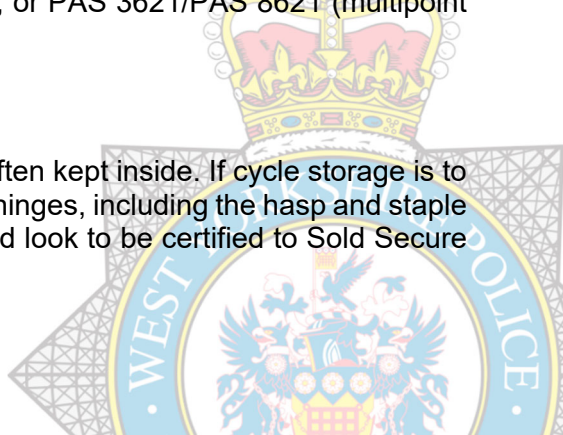 , or PAS 3621/PAS 8621 (multipoint
ften kept inside. If cycle storage is to
hinges, including the hasp and staple
d look to be certified to Sold Secure
WEST YORKSHIRE POLICE